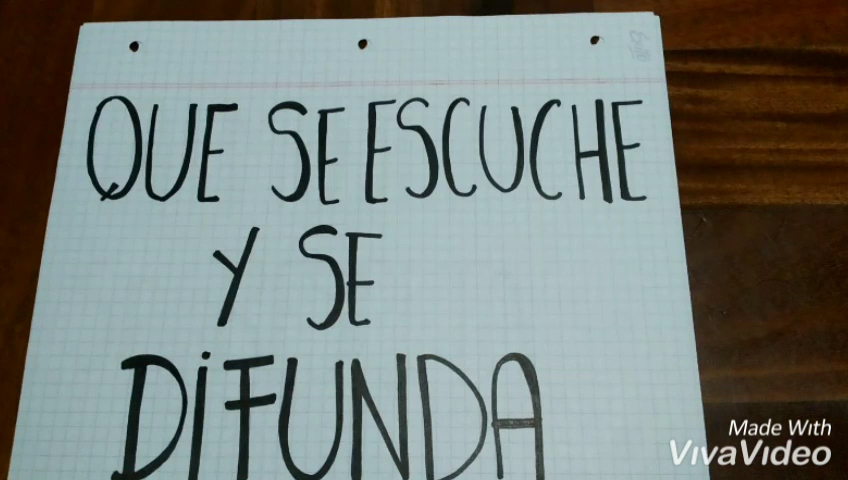 QUE SE ESCUCHE
Y SE
DiFUNDA
Made With
VivaVideo